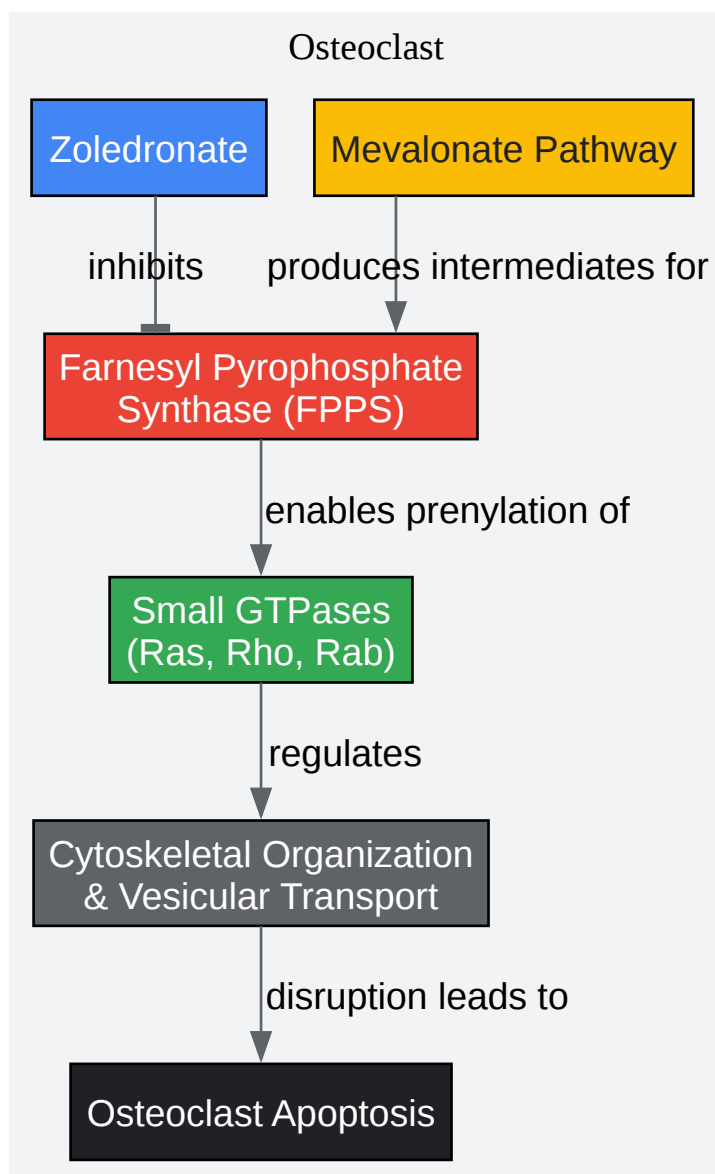 Osteoclast
Zoledronate
Mevalonate Pathway
inhibits
produces intermediates for
Farnesyl Pyrophosphate
Synthase (FPPS)
enables prenylation of
Small GTPases
(Ras, Rho, Rab)
regulates
Cytoskeletal Organization
& Vesicular Transport
disruption leads to
Osteoclast Apoptosis